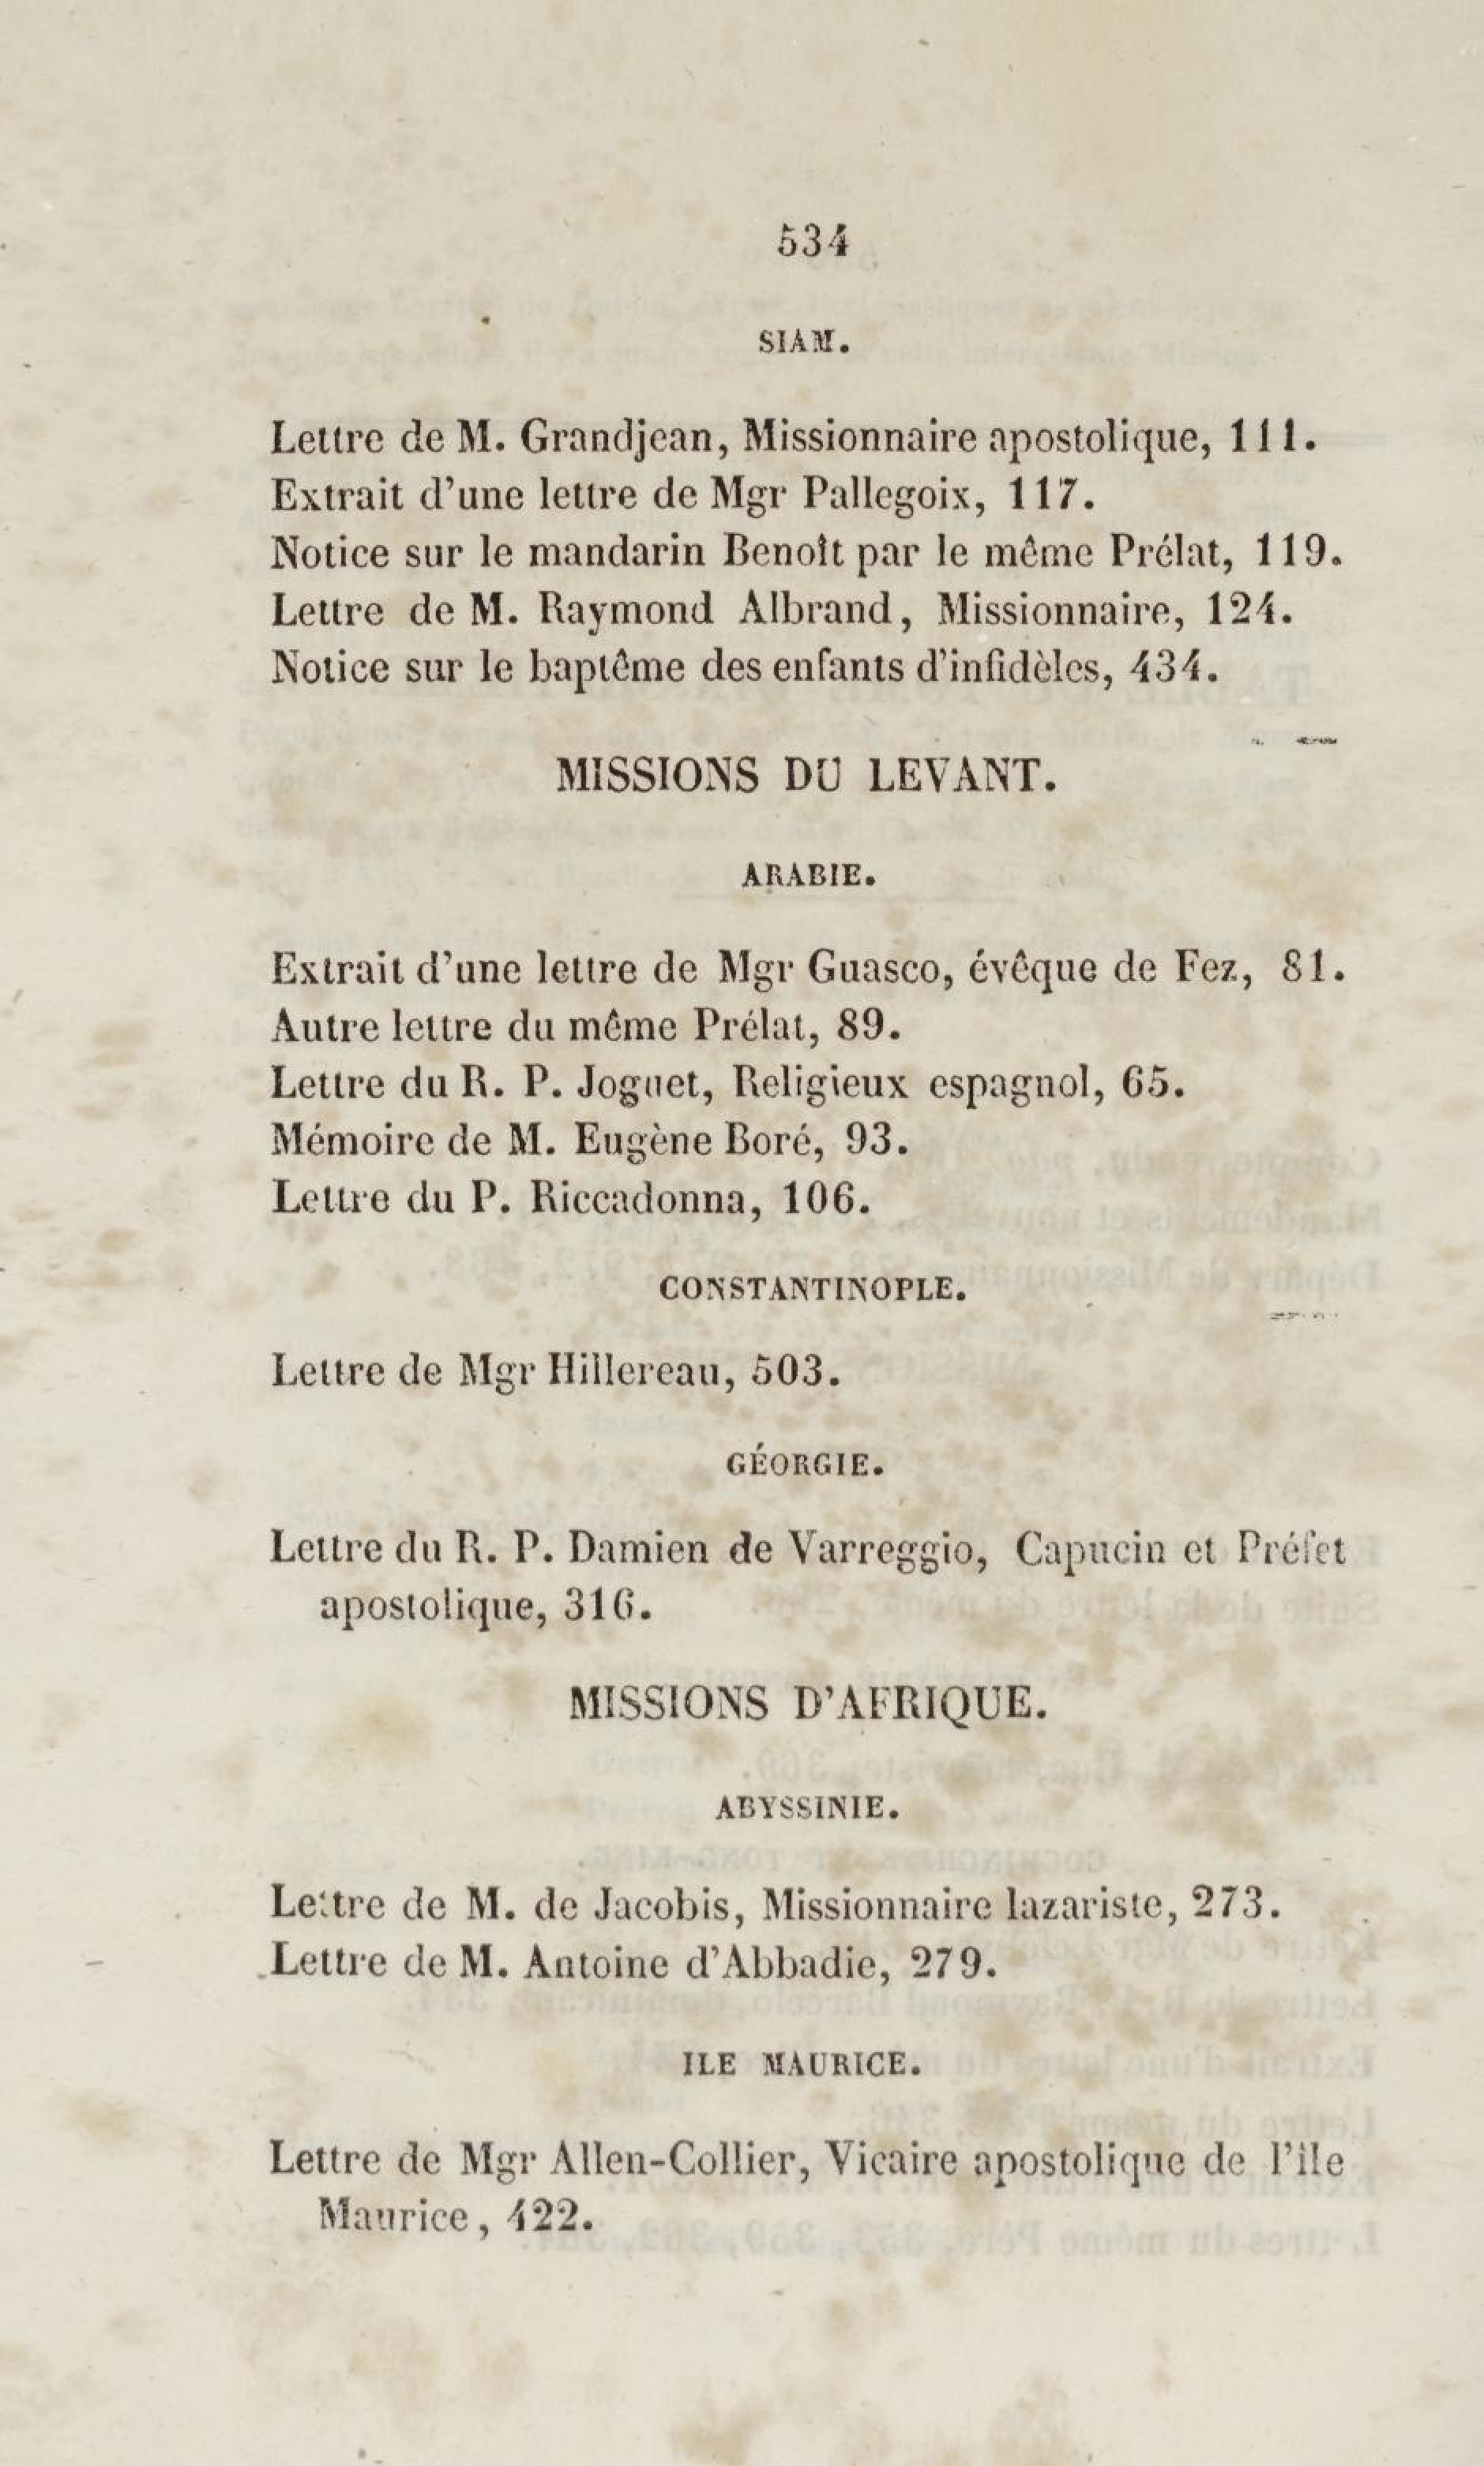 534
SIAM.
Lettre de M. Grandjean, Missionnaire apostolique, 111.
Extrait d'une lettre de Mgr Pallegoix, 117.
Notice sur le mandarin Benoît par le même Prélat, 119.
Lettre de M. Raymond Albrand, Missionnaire, 124.
Notice sur le baptême des enfants d'infidèles, 434.
MISSIONS DU LEVANT.
ARABIE.
Extrait d'une lettre de Mgr Guasco, évêque de Fez, 81.
Autre lettre du même Prélat, 89.
Lettre du R. P. Joguet, Religieux espagnol, 65.
Mémoire de M. Eugène Boré, 93.
Lettre du P. Riccadonna, 106.
CONSTANTINOPLE.
Lettre de Mgr Hillereau, 503.
GÉORGIE.
Lettre du R. P. Damien de Varreggio, Capucin et Préfet
apostolique, 316.
MISSIONS D'AFRIQUE.
ABYSSINIE.
Lettre de M. de Jacobis, Missionnaire lazariste, 273.
Lettre de M. Antoine d'Abbadie, 279.
ILE MAURICE.
Lettre de Mgr Allen-Collier, Vicaire apostolique de l'île
Maurice, 422.